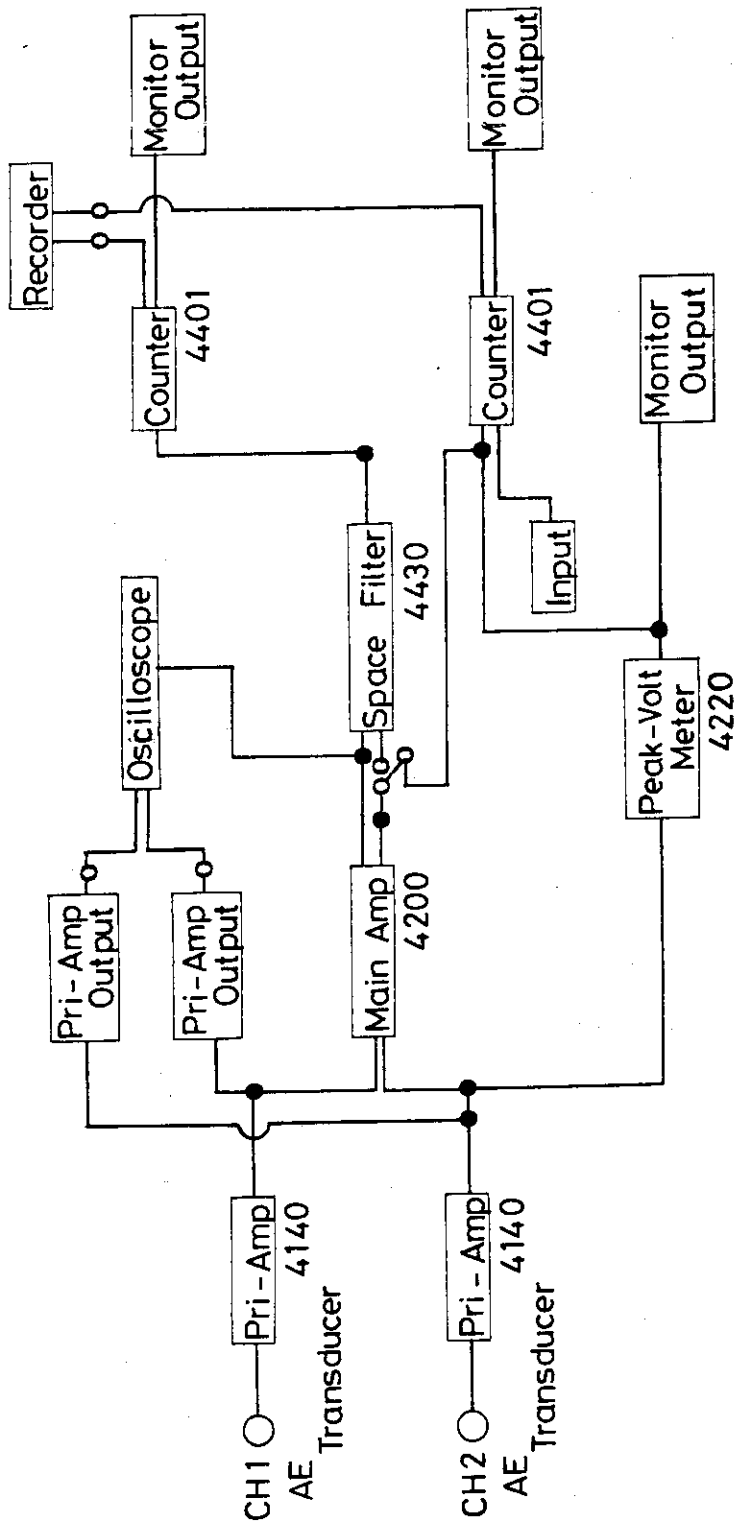 CH1
AE
Transducer
Pri-Amp
4140
CH2
AE
Transducer
Pri-Amp
4140
Pri-Amp
Output
Pri-Amp
Output
Main Amp
4200
Oscilloscope
Space Filter
4430
Peak-Volt
Meter
4220
Input
Counter
4401
Counter
4401
Recorder
Monitor
Output
Monitor
Output
Monitor
Output